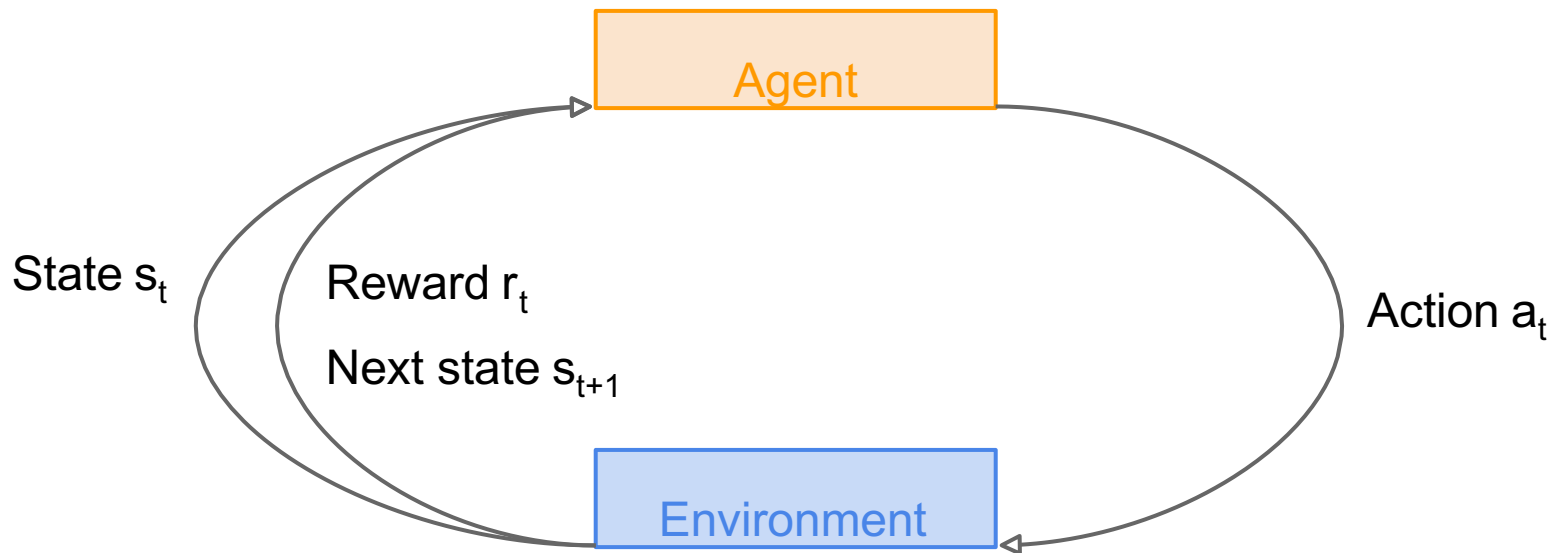 Agent
State sₜ
Reward rₜ
Next state sₜ₊₁
Action aₜ
Environment